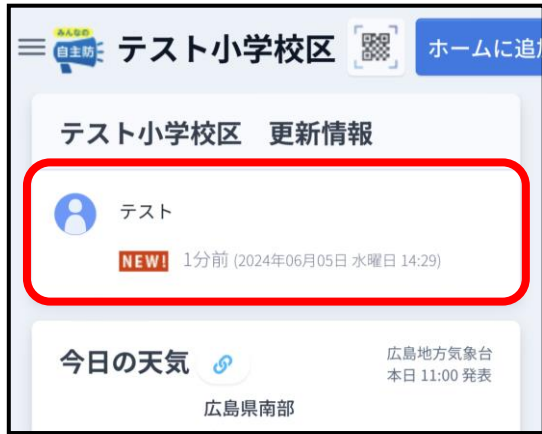 みんなの
自主防
テスト小学校区
ホームに追
テスト小学校区 更新情報
テスト
NEW! 1分前 (2024年06月05日 水曜日 14:29)
今日の天気
広島地方気象台
本日 11:00 発表
広島県南部